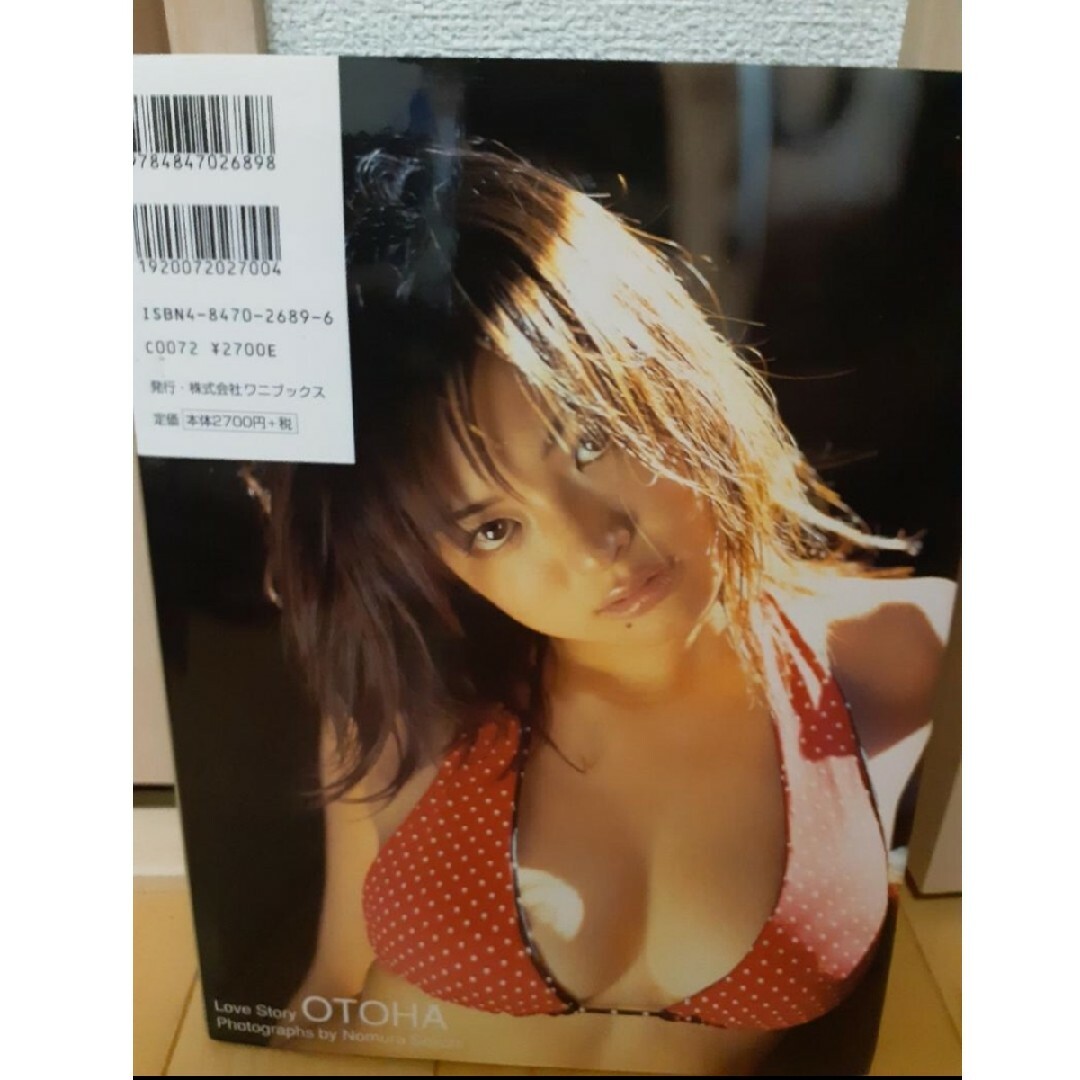 9784847026898
1920072027004
ISBN4-8470-2689-6
C0072 ¥2700E
発行・株式会社ワニブックス
定価 本体2700円+税
Love Story OTOHA
Photographs by Nomura